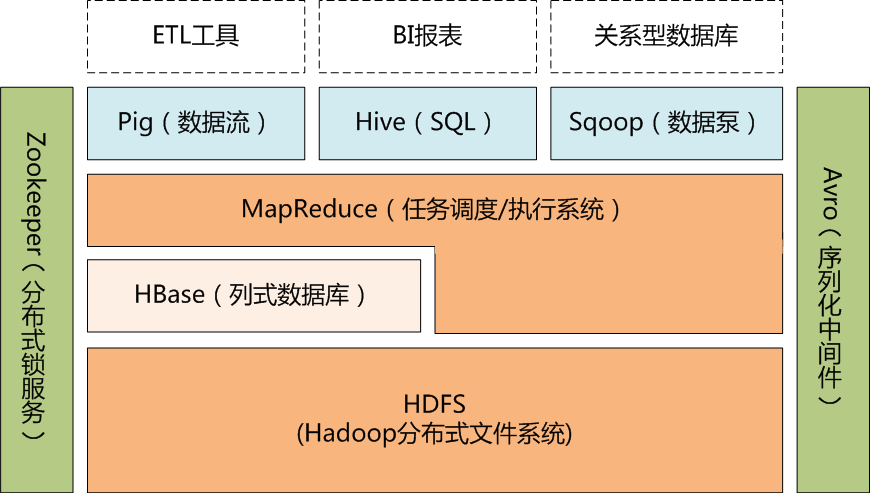 ETL工具
BI报表
关系型数据库
Pig（数据流）
Hive（SQL）
Sqoop（数据泵）
Zookeeper（分布式锁服务）
MapReduce（任务调度/执行系统）
Avro（序列化中间件）
HBase（列式数据库）
HDFS
(Hadoop分布式文件系统)